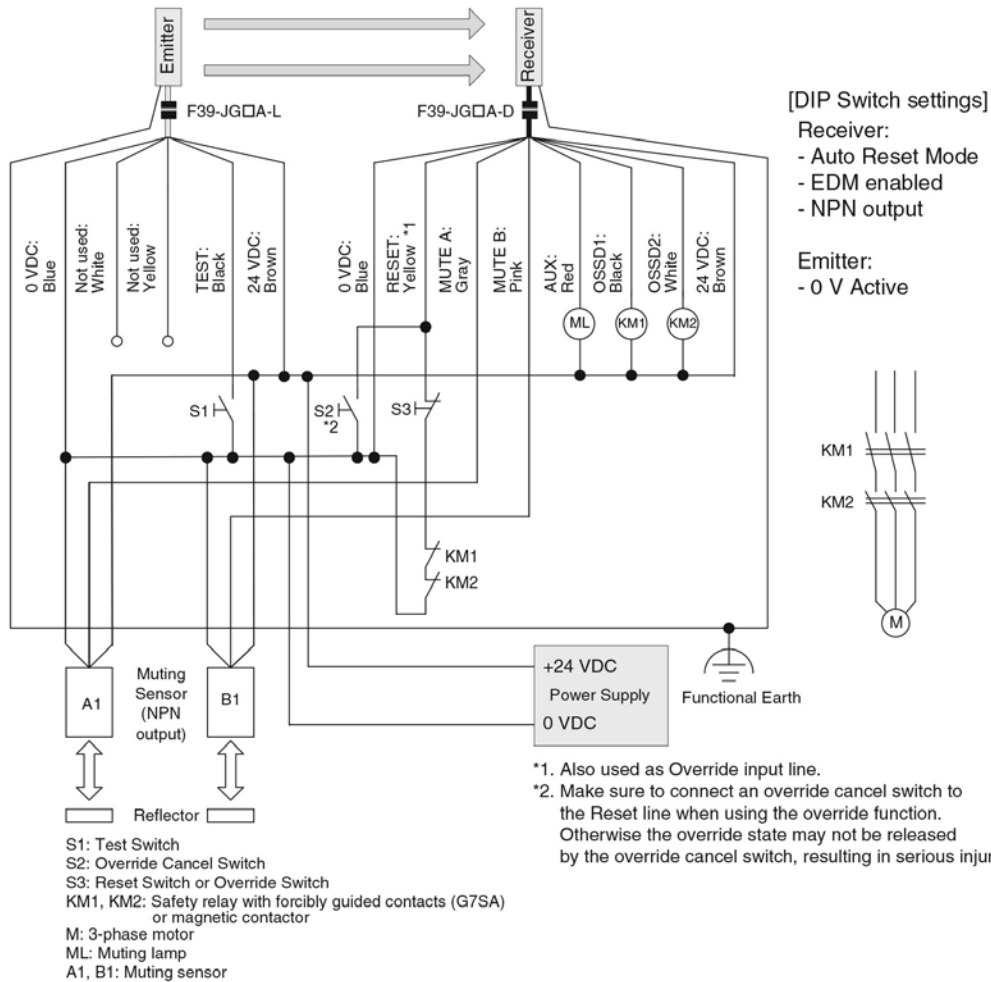 Emitter
Receiver
F39-JG□A-L
F39-JG□A-D
[DIP Switch settings]
Receiver:
- Auto Reset Mode
- EDM enabled
- NPN output
Emitter:
- 0 V Active
0 VDC:
Blue
Not used:
White
Not used:
Yellow
TEST:
Black
24 VDC:
Brown
0 VDC:
Blue
RESET:
Yellow *1
MUTE A:
Gray
MUTE B:
Pink
AUX:
Red
OSSD1:
Black
OSSD2:
White
24 VDC:
Brown
ML
KM1
KM2
S1
S2
*2
S3
KM1
KM2
KM1
KM2
M
A1
Muting
Sensor
(NPN
output)
B1
+24 VDC
Power Supply
0 VDC
Functional Earth
Reflector
*1. Also used as Override input line.
*2. Make sure to connect an override cancel switch to
the Reset line when using the override function.
Otherwise the override state may not be released
by the override cancel switch, resulting in serious injur
S1: Test Switch
S2: Override Cancel Switch
S3: Reset Switch or Override Switch
KM1, KM2: Safety relay with forcibly guided contacts (G7SA)
or magnetic contactor
M: 3-phase motor
ML: Muting lamp
A1, B1: Muting sensor